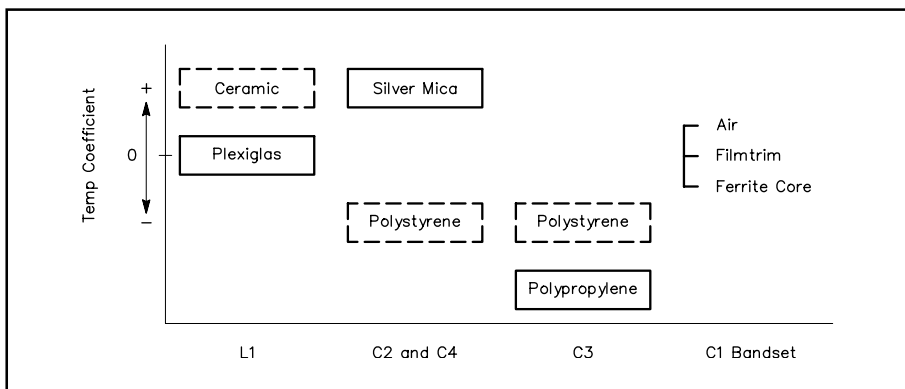 +
Ceramic
Silver Mica
Temp Coefficient
Air
0
Plexiglas
Filmtrim
Ferrite Core
–
Polystyrene
Polystyrene
Polypropylene
L1
C2 and C4
C3
C1 Bandset